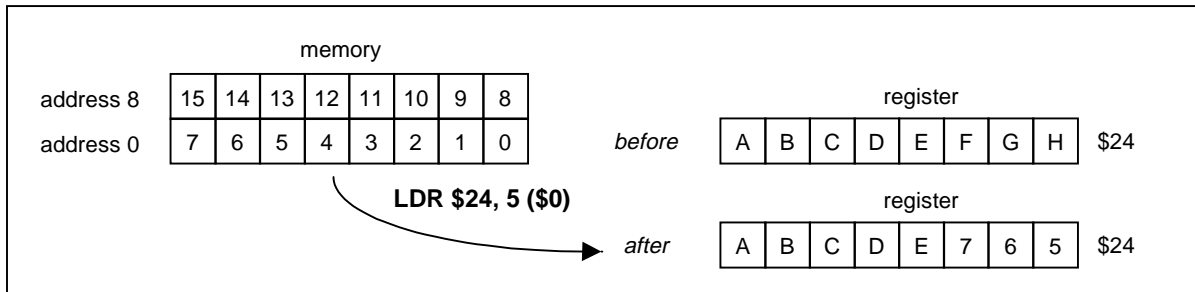 memory
address 8 15 14 13 12 11 10 9 8
address 0 7 6 5 4 3 2 1 0
LDR $24, 5 ($0)
register
before A B C D E F G H $24
register
after A B C D E 7 6 5 $24